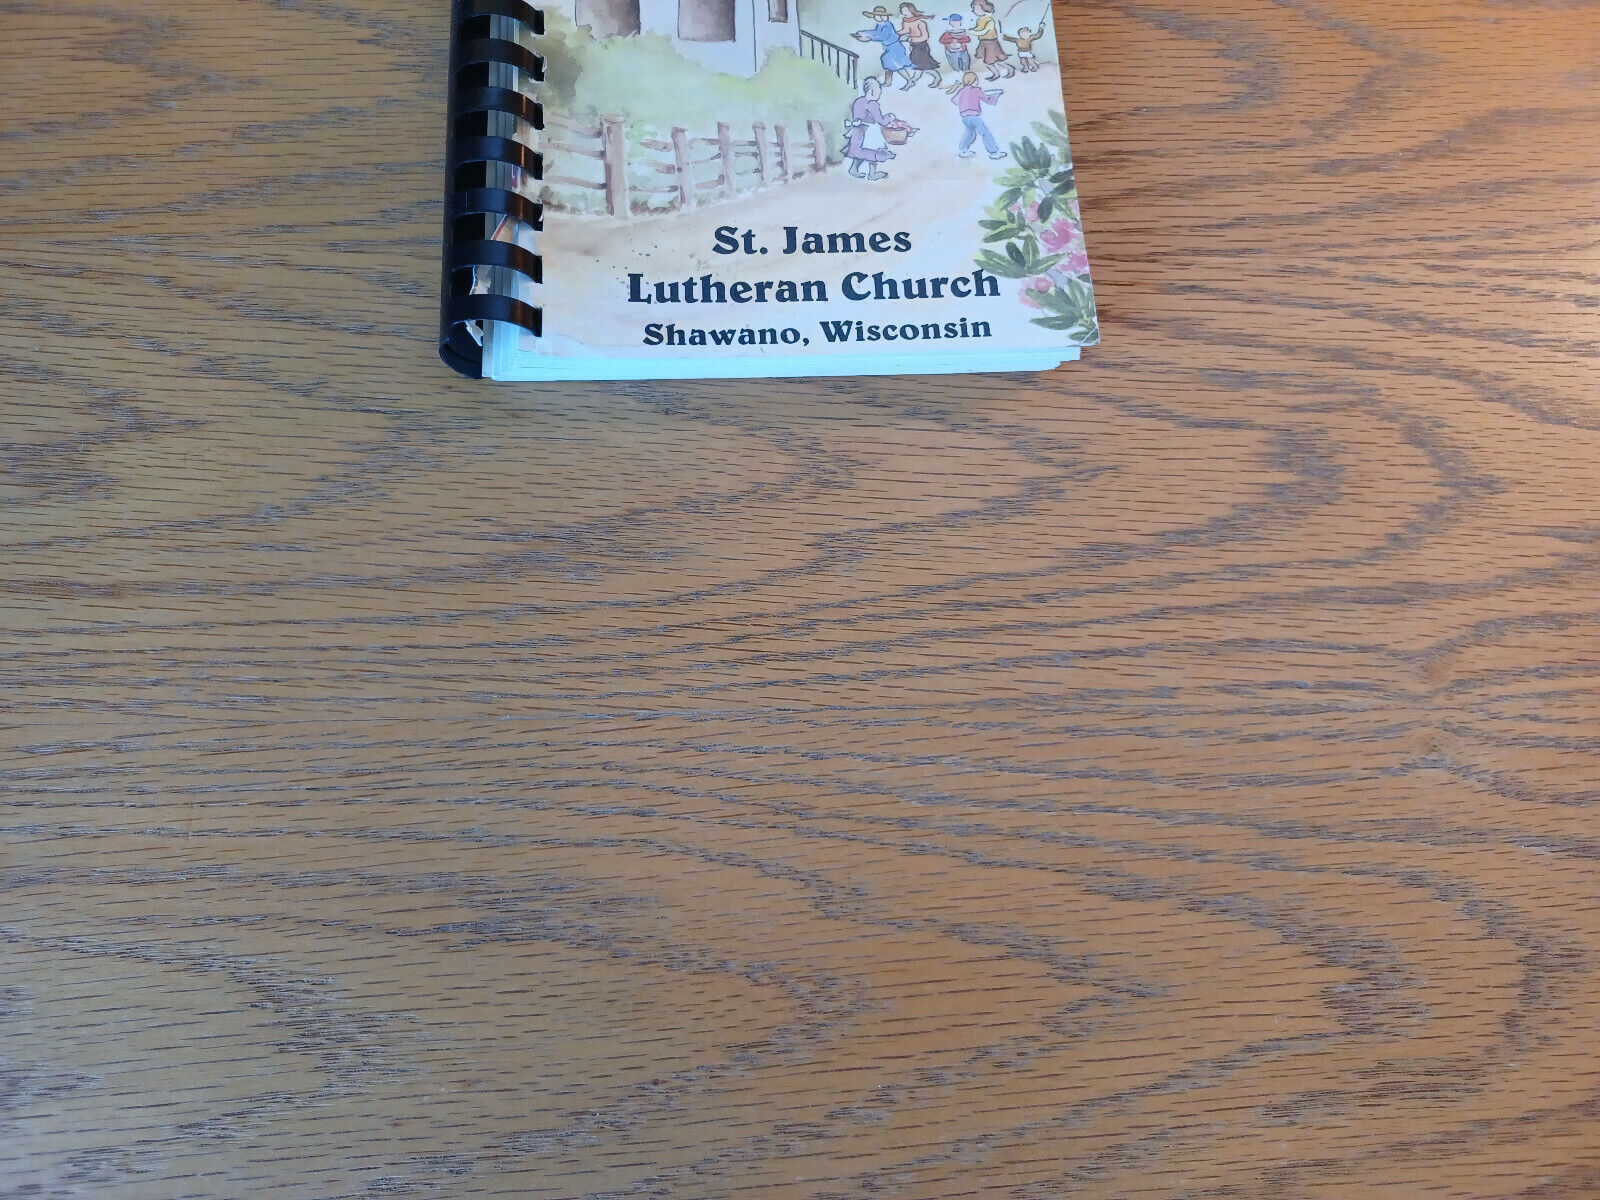 St. James
Lutheran Church
Shawano, Wisconsin